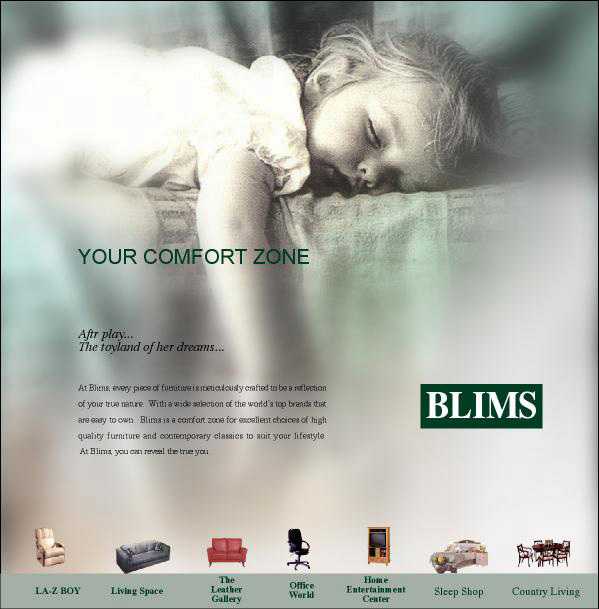 YOUR COMFORT ZONE
Aftr play...
The toyland of her dreams...
At Blims, every piece of furniture is meticulously crafted to be a reflection
of your true nature. With a wide selection of the world's top brands that
are easy to own. Blims is a comfort zone for excellent choices of high
quality furniture and contemporary classics to suit your lifestyle.
At Blims, you can reveal the true you.
BLIMS
LA-Z BOY
Living Space
The
Leather
Gallery
Office
World
Home
Entertainment
Center
Sleep Shop
Country Living